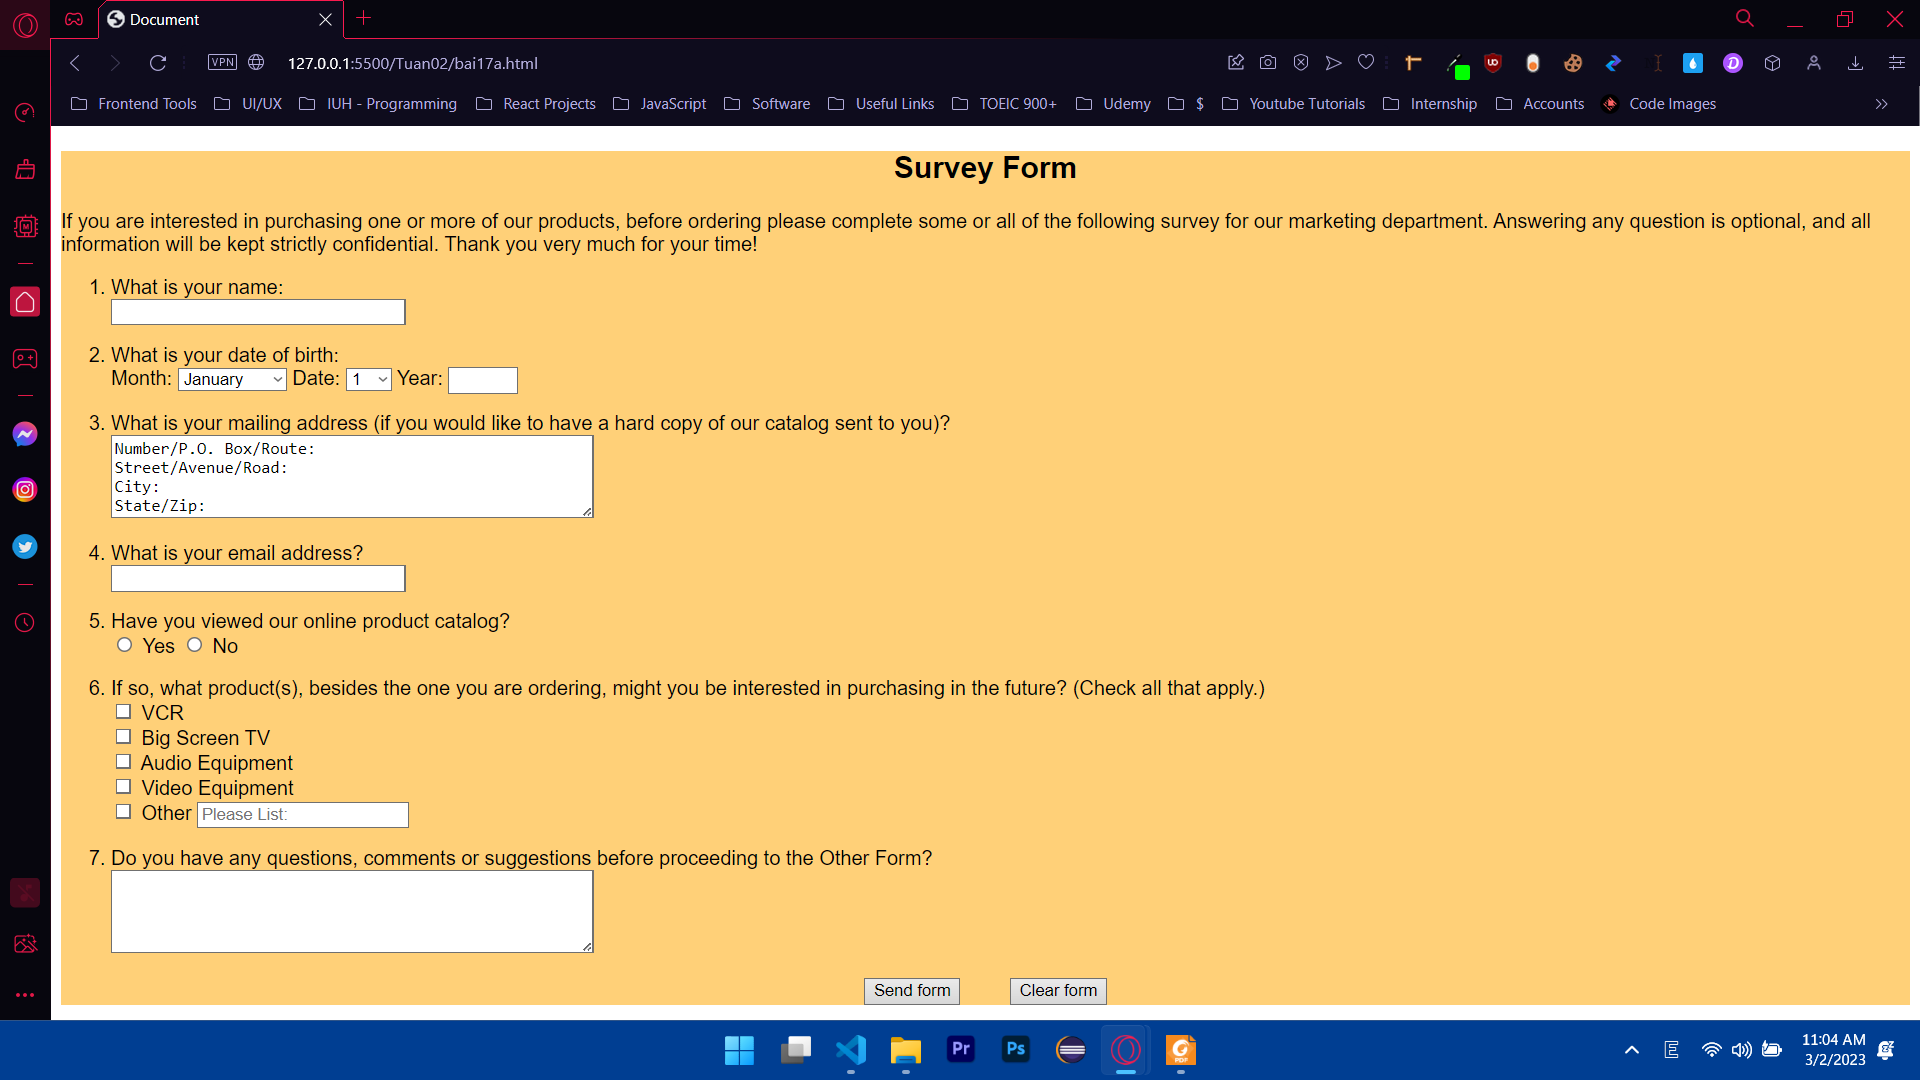 Document
VPN
127.0.0.1:5500/Tuan02/bai17a.html
Frontend Tools UI/UX IUH - Programming React Projects JavaScript Software Useful Links TOEIC 900+ Udemy $ Youtube Tutorials Internship Accounts Code Images
Survey Form
If you are interested in purchasing one or more of our products, before ordering please complete some or all of the following survey for our marketing department. Answering any question is optional, and all
information will be kept strictly confidential. Thank you very much for your time!
1. What is your name:
2. What is your date of birth:
Month: January Date: 1 Year:
3. What is your mailing address (if you would like to have a hard copy of our catalog sent to you)?
Number/P.O. Box/Route:
Street/Avenue/Road:
City:
State/Zip:
4. What is your email address?
5. Have you viewed our online product catalog?
Yes No
6. If so, what product(s), besides the one you are ordering, might you be interested in purchasing in the future? (Check all that apply.)
VCR
Big Screen TV
Audio Equipment
Video Equipment
Other Please List:
7. Do you have any questions, comments or suggestions before proceeding to the Other Form?
Send form Clear form
Pr Ps PDF E
11:04 AM
3/2/2023